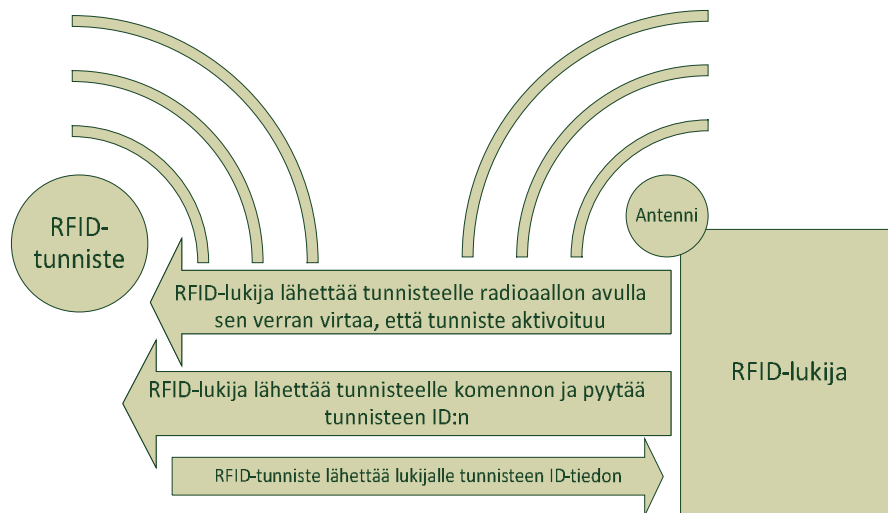 RFID-
tunniste
Antenni
RFID-lukija lähettää tunnisteelle radioaallon avulla
sen verran virtaa, että tunniste aktivoituu
RFID-lukija lähettää tunnisteelle komennon ja pyytää
tunnisteen ID:n
RFID-tunniste lähettää lukijalle tunnisteen ID-tiedon
RFID-lukija